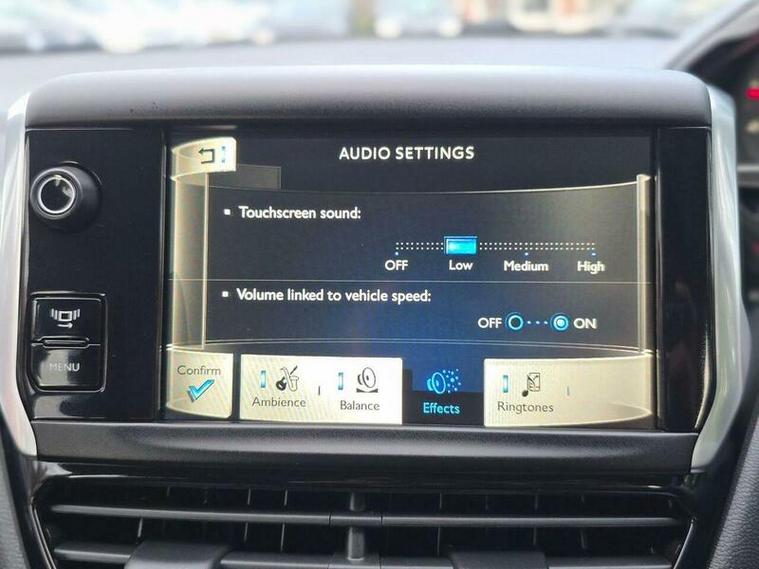 AUDIO SETTINGS
Touchscreen sound:
OFF Low Medium High
Volume linked to vehicle speed:
OFF ON
MENU
Confirm
Ambience Balance Effects Ringtones